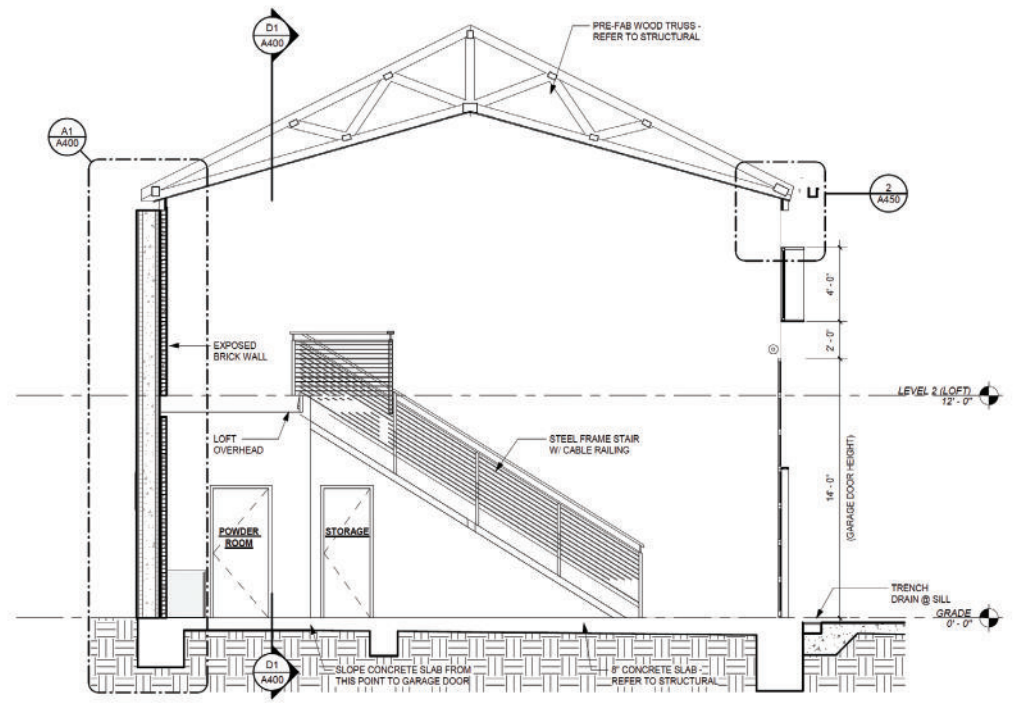 D1
A400
PRE-FAB WOOD TRUSS -
REFER TO STRUCTURAL
A1
A400
2
A450
4' - 0"
2' - 0"
EXPOSED
BRICK WALL
LEVEL 2 (LOFT)
12' - 0"
LOFT
OVERHEAD
STEEL FRAME STAIR
W/ CABLE RAILING
14' - 0"
(GARAGE DOOR HEIGHT)
POWDER
ROOM
STORAGE
TRENCH
DRAIN @ SILL
GRADE
0' - 0"
D1
A400
SLOPE CONCRETE SLAB FROM
THIS POINT TO GARAGE DOOR
8" CONCRETE SLAB -
REFER TO STRUCTURAL